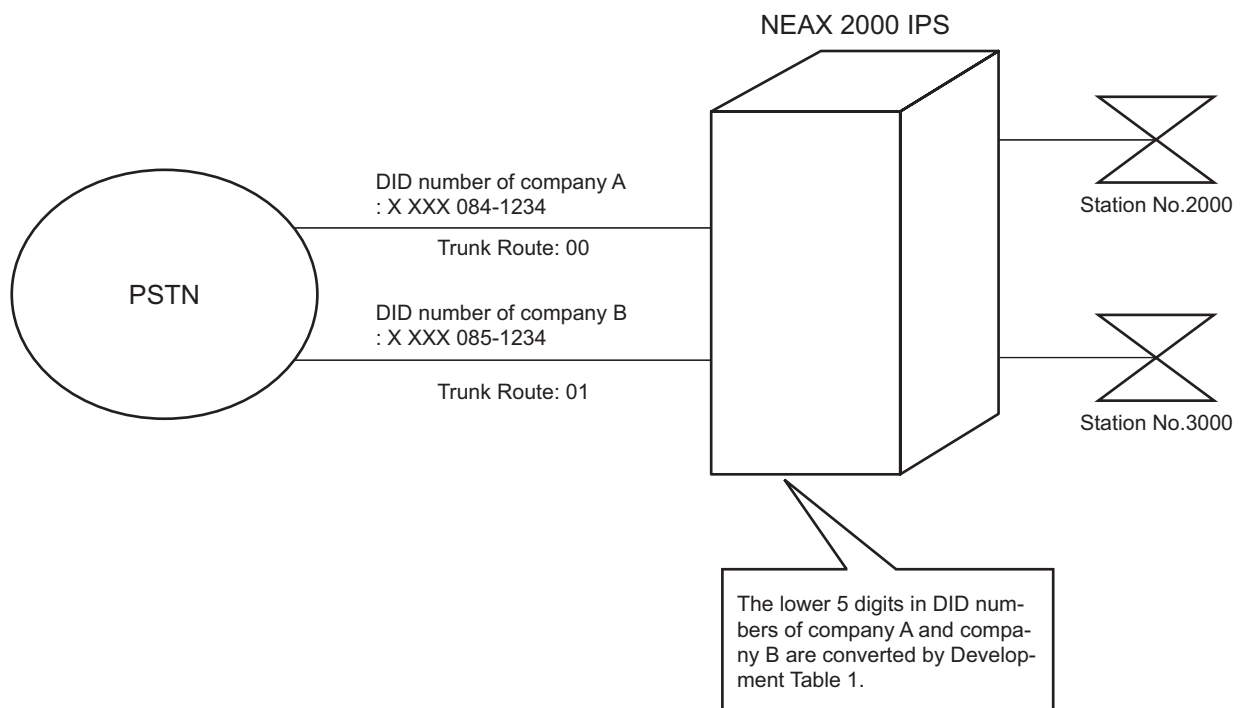 NEAX 2000 IPS
DID number of company A
: X XXX 084-1234
Trunk Route: 00
Station No.2000
PSTN
DID number of company B
: X XXX 085-1234
Trunk Route: 01
Station No.3000
The lower 5 digits in DID num-
bers of company A and compa-
ny B are converted by Develop-
ment Table 1.